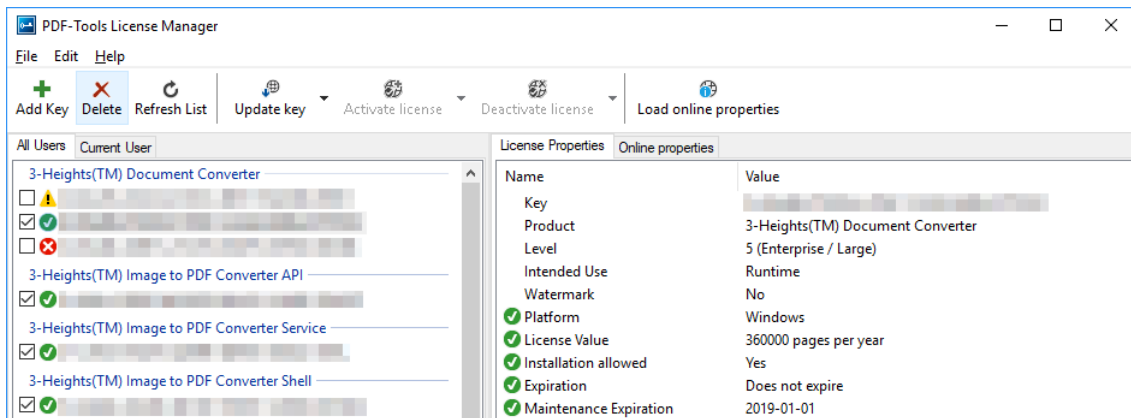 PDF-Tools License Manager
File Edit Help
Add Key Delete Refresh List Update key Activate license Deactivate license Load online properties
All Users Current User
3-Heights(TM) Document Converter
3-Heights(TM) Image to PDF Converter API
3-Heights(TM) Image to PDF Converter Service
3-Heights(TM) Image to PDF Converter Shell
License Properties Online properties
Name Value
Key
Product 3-Heights(TM) Document Converter
Level 5 (Enterprise / Large)
Intended Use Runtime
Watermark No
Platform Windows
License Value 360000 pages per year
Installation allowed Yes
Expiration Does not expire
Maintenance Expiration 2019-01-01